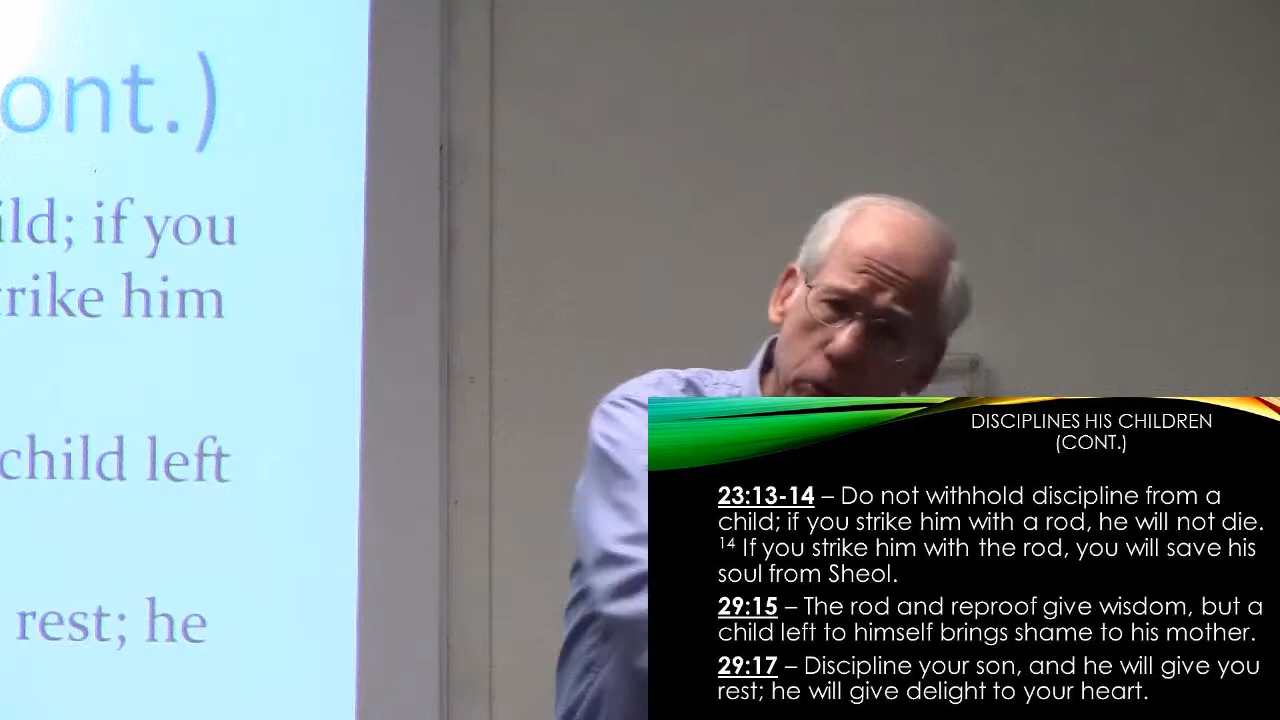 ont.)
ild; if you
rike him
child left
rest; he
DISCIPLINES HIS CHILDREN
(CONT.)
23:13-14 – Do not withhold discipline from a
child; if you strike him with a rod, he will not die.
14 If you strike him with the rod, you will save his
soul from Sheol.
29:15 – The rod and reproof give wisdom, but a
child left to himself brings shame to his mother.
29:17 – Discipline your son, and he will give you
rest; he will give delight to your heart.